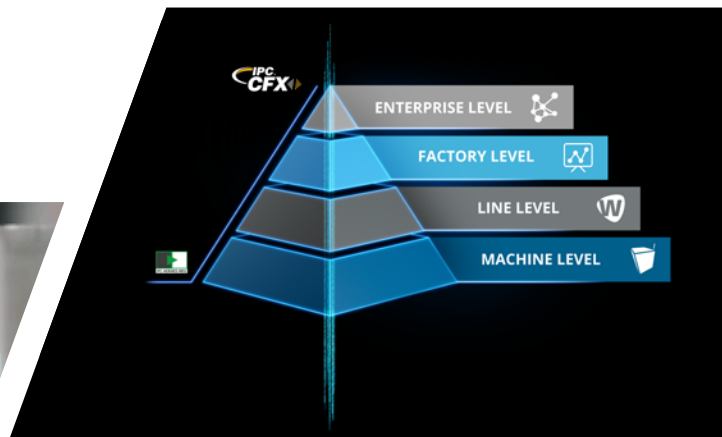 IPC
CFX
ENTERPRISE LEVEL
FACTORY LEVEL
LINE LEVEL
W
MACHINE LEVEL